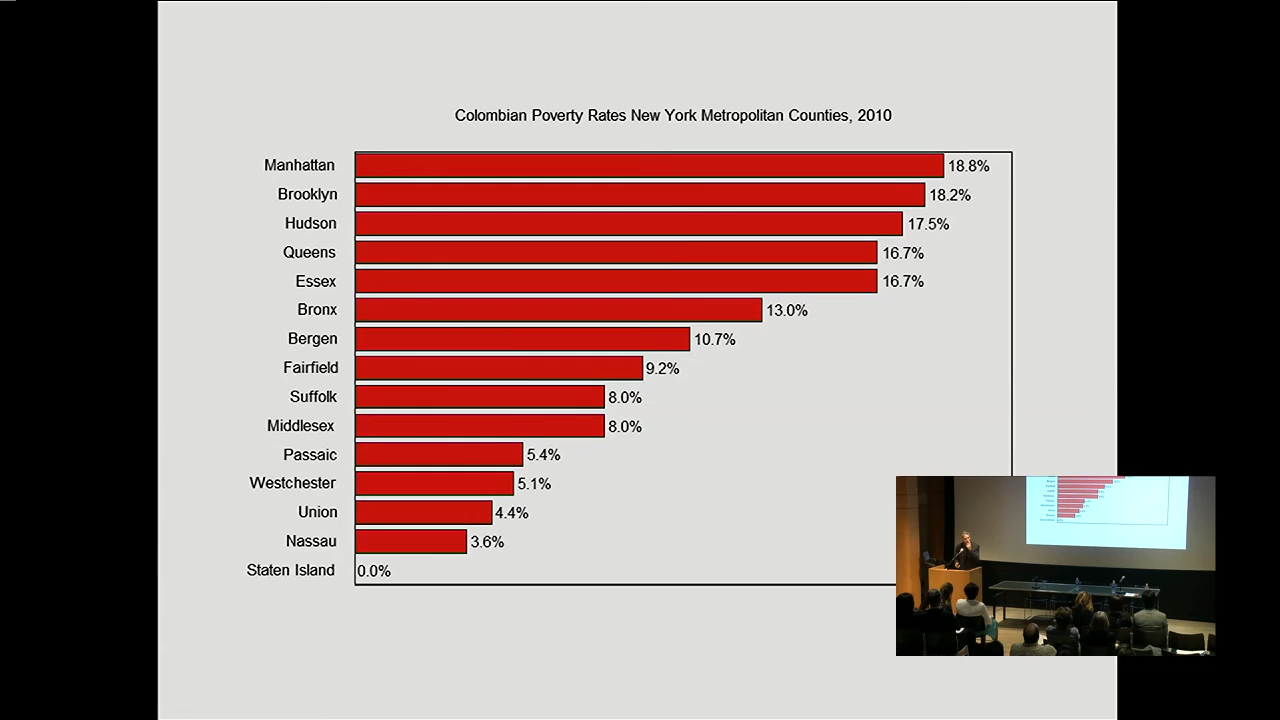 Colombian Poverty Rates New York Metropolitan Counties, 2010
Manhattan 18.8%
Brooklyn 18.2%
Hudson 17.5%
Queens 16.7%
Essex 16.7%
Bronx 13.0%
Bergen 10.7%
Fairfield 9.2%
Suffolk 8.0%
Middlesex 8.0%
Passaic 5.4%
Westchester 5.1%
Union 4.4%
Nassau 3.6%
Staten Island 0.0%